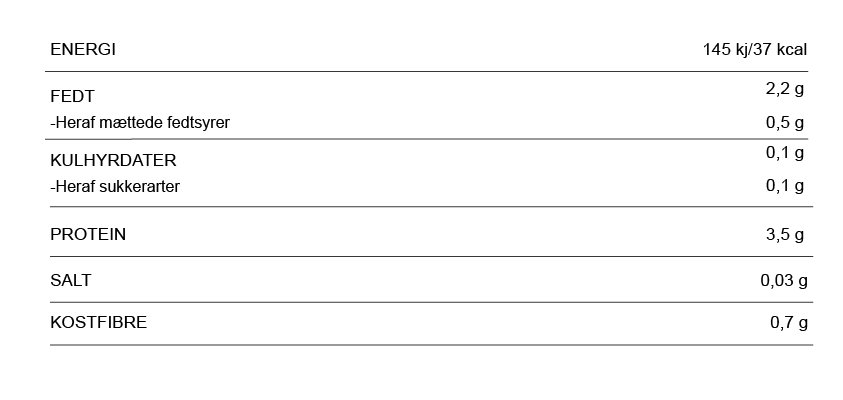 ENERGI 145 kj/37 kcal
FEDT 2,2 g
-Heraf mættede fedtsyrer 0,5 g
KULHYRDATER 0,1 g
-Heraf sukkerarter 0,1 g
PROTEIN 3,5 g
SALT 0,03 g
KOSTFIBRE 0,7 g